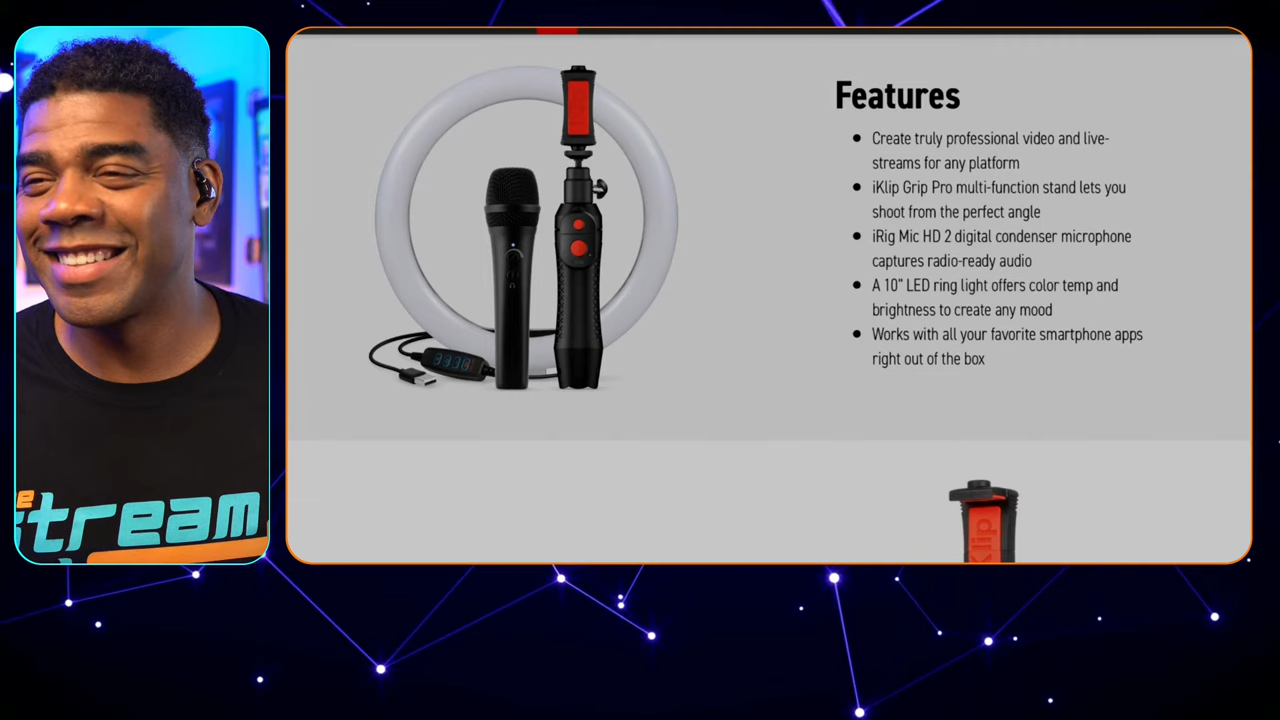 Features
Create truly professional video and live-
streams for any platform
iKlip Grip Pro multi-function stand lets you
shoot from the perfect angle
iRig Mic HD 2 digital condenser microphone
captures radio-ready audio
A 10" LED ring light offers color temp and
brightness to create any mood
Works with all your favorite smartphone apps
right out of the box
e
tream
Klip